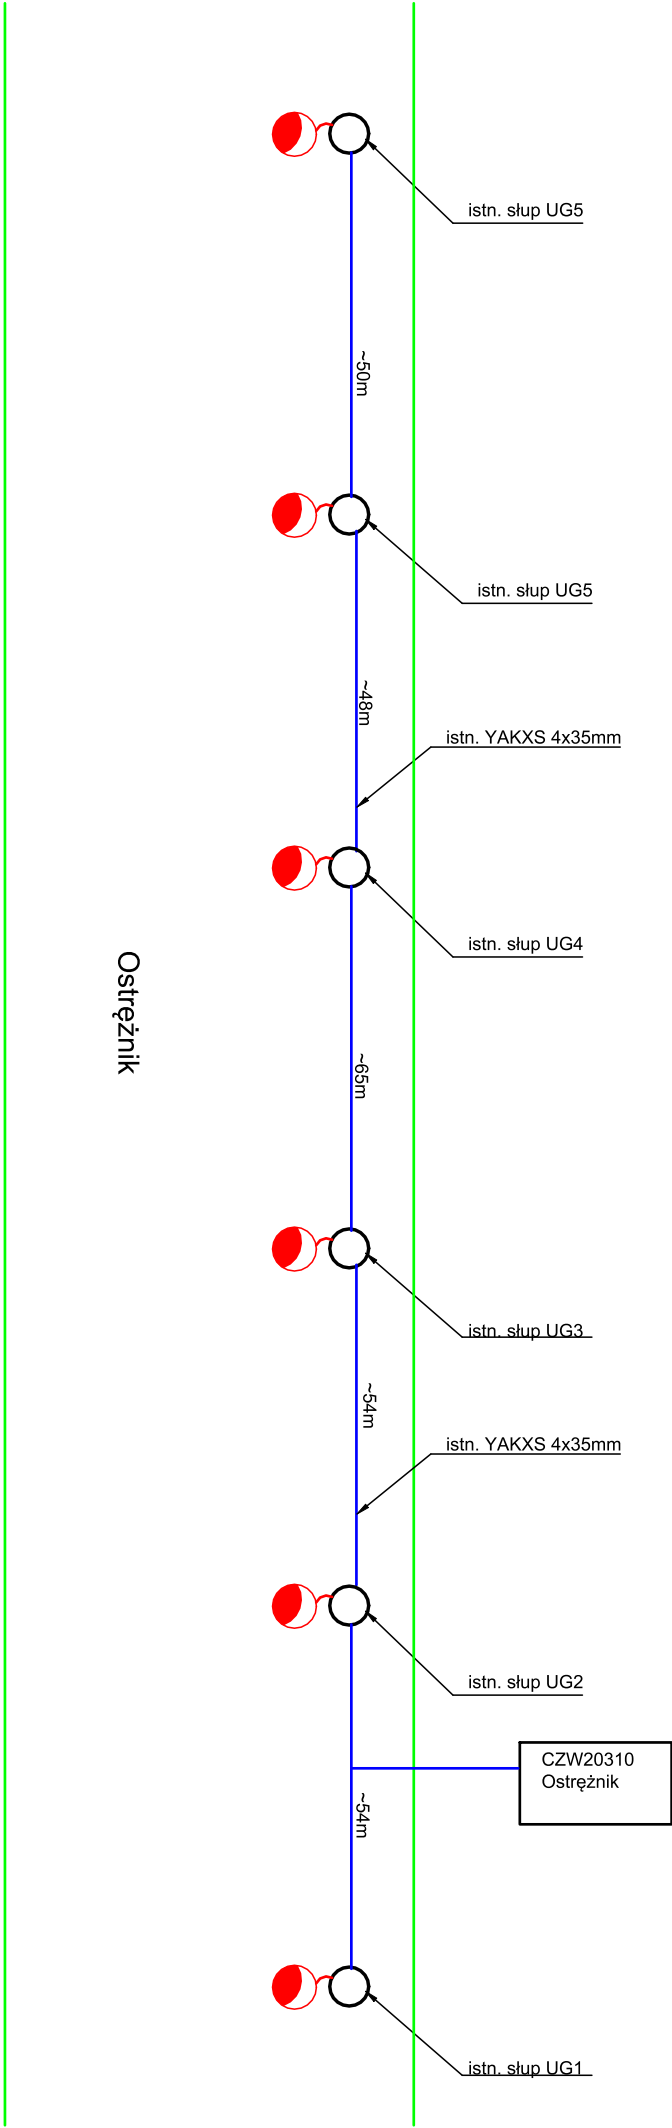 istn. słup UG5
~50m
istn. słup UG5
~48m
istn. YAKXS 4x35mm
istn. słup UG4
Ostrężnik
~65m
istn. słup UG3
~54m
istn. YAKXS 4x35mm
istn. słup UG2
CZW20310
Ostrężnik
~54m
istn. słup UG1